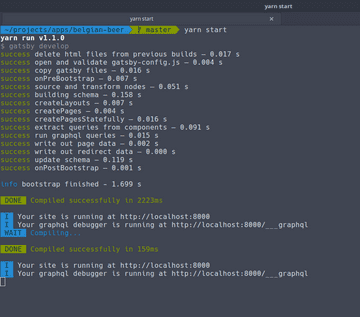 yarn start
yarn start
~/projects/apps/belgian-beer master yarn start
yarn run v1.1.0
$ gatsby develop
success delete html files from previous builds — 0.017 s
success open and validate gatsby-config.js — 0.004 s
success copy gatsby files — 0.016 s
success onPreBootstrap — 0.007 s
success source and transform nodes — 0.051 s
success building schema — 0.158 s
success createLayouts — 0.007 s
success createPages — 0.004 s
success createPagesStatefully — 0.016 s
success extract queries from components — 0.091 s
success run graphql queries — 0.015 s
success write out page data — 0.002 s
success write out redirect data — 0.000 s
success update schema — 0.119 s
success onPostBootstrap — 0.001 s
info bootstrap finished - 1.699 s
DONE Compiled successfully in 2223ms
I Your site is running at http://localhost:8000
I Your graphql debugger is running at http://localhost:8000/___graphql
WAIT Compiling...
DONE Compiled successfully in 159ms
I Your site is running at http://localhost:8000
I Your graphql debugger is running at http://localhost:8000/___graphql